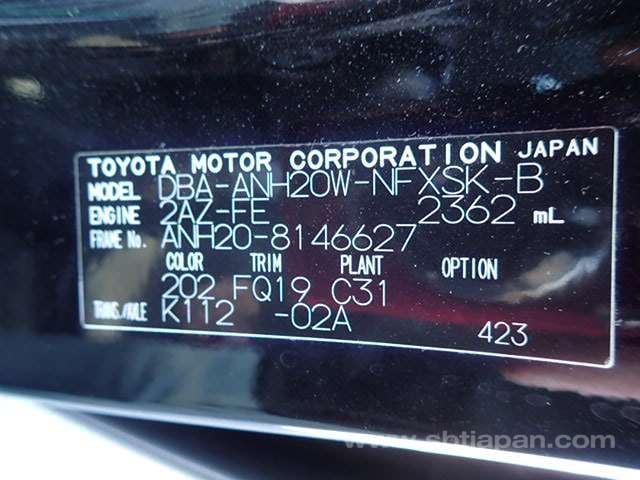 TOYOTA MOTOR CORPORATION JAPAN
MODEL DBA-ANH20W-NFXSK-B
ENGINE 2AZ-FE 2362 mL
FRAME No. ANH20-8146627
COLOR TRIM PLANT OPTION
202 FQ19 C31
TRANS./AXLE K112 -02A
423
www.sbtjapan.com